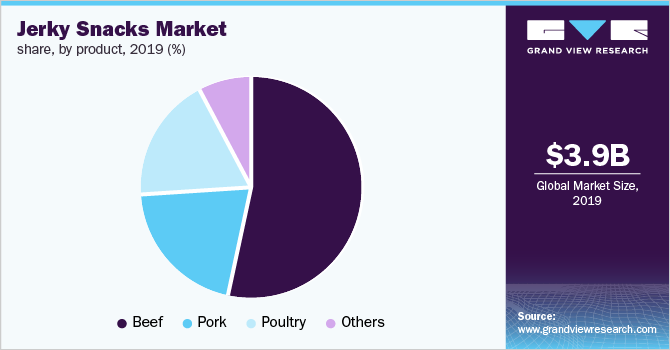 Jerky Snacks Market
share, by product, 2019 (%)
Beef
Pork
Poultry
Others
GRAND VIEW RESEARCH
$3.9B
Global Market Size,
2019
Source:
www.grandviewresearch.com